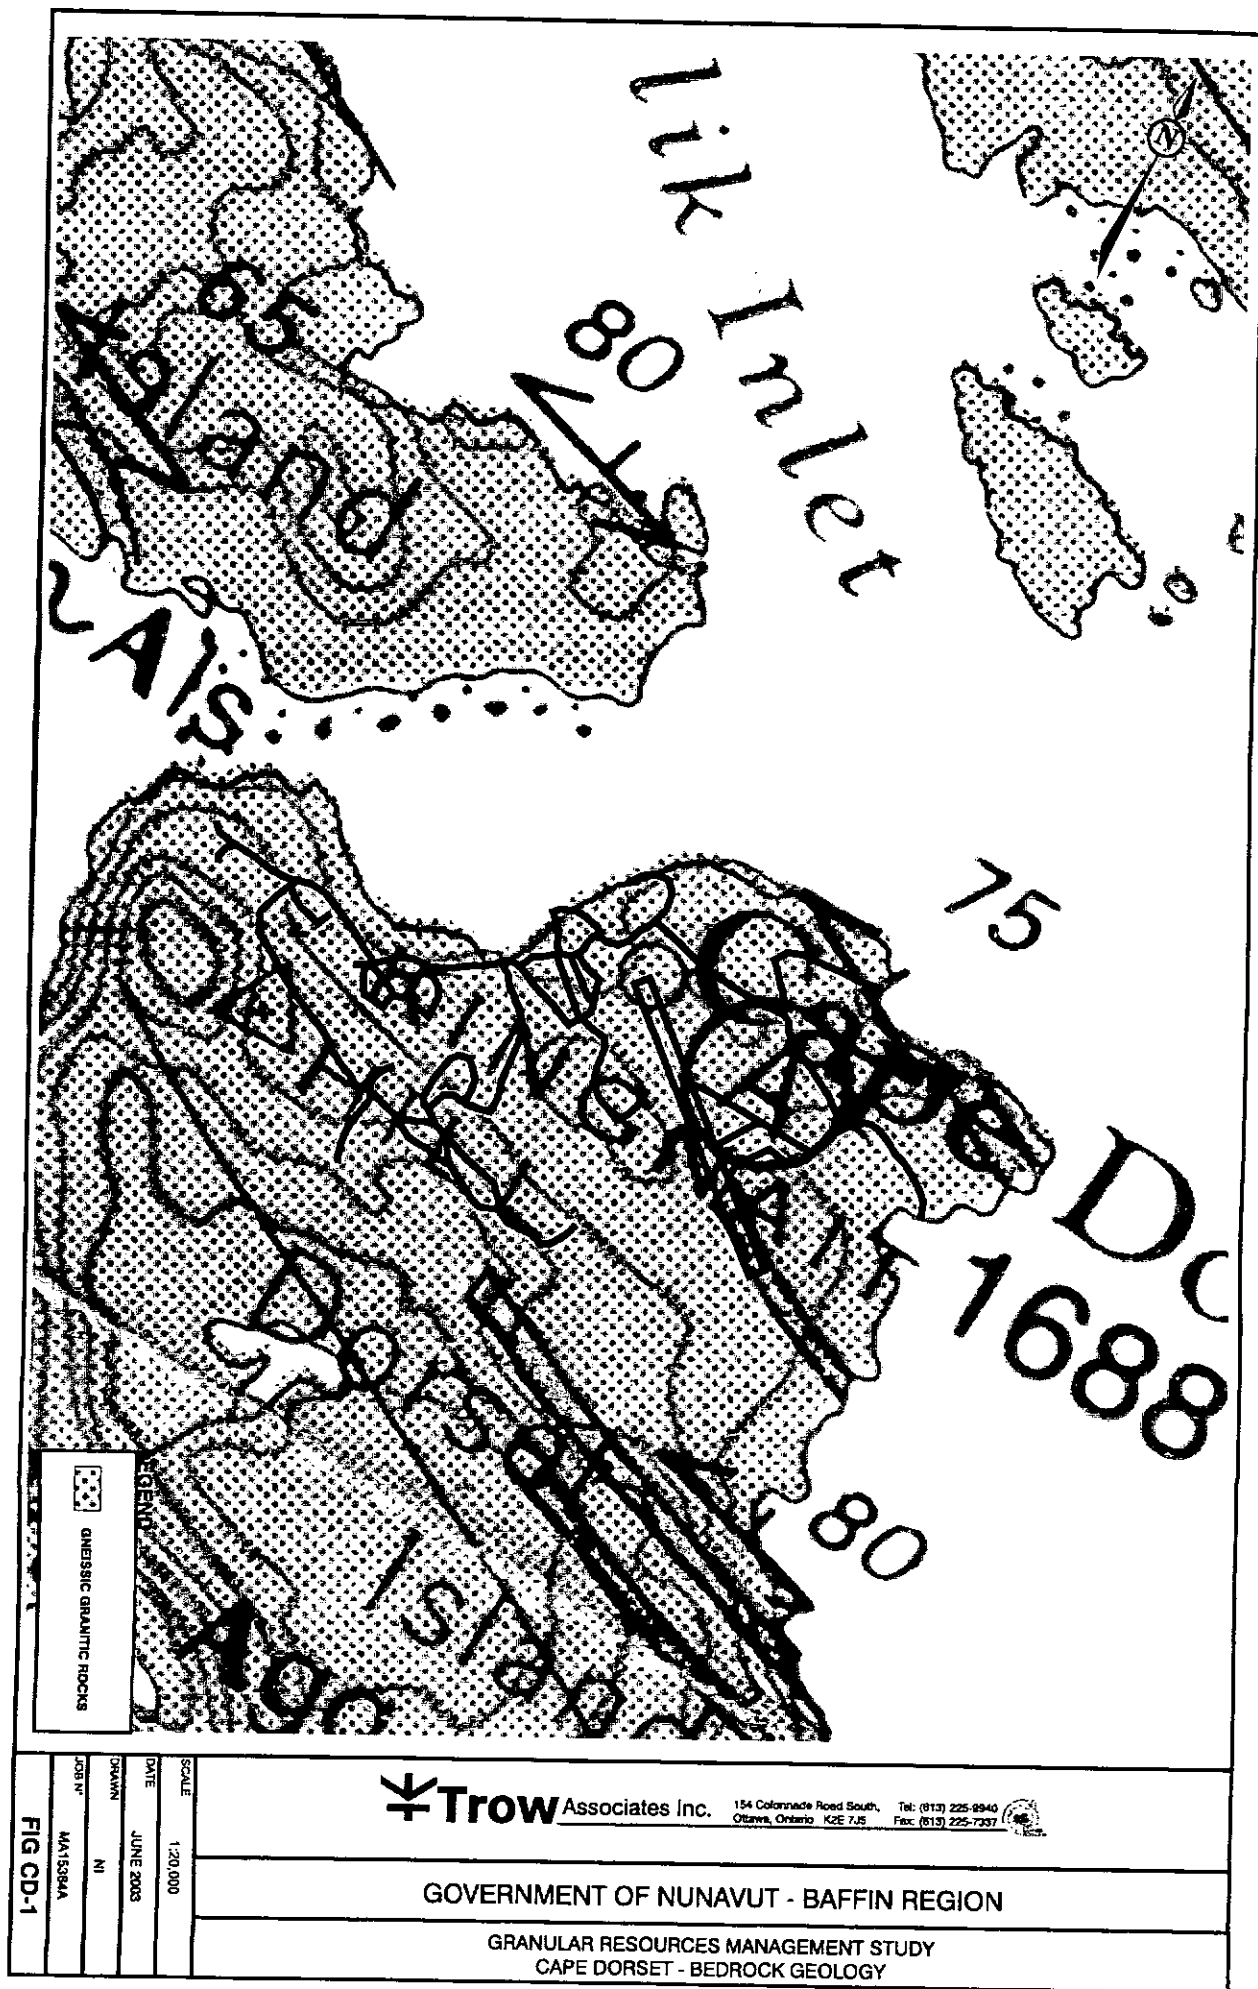 lik Inlet
65
80
Island
75
Cape Do
1688
80
Dorset
Island
LEGEND
GNEISSIC GRANITIC ROCKS
N
Trow Associates Inc.
154 Colonnade Road South,
Ottawa, Ontario K2E 7J5
Tel: (613) 225-9940
Fax: (613) 225-7337
GOVERNMENT OF NUNAVUT - BAFFIN REGION
GRANULAR RESOURCES MANAGEMENT STUDY
CAPE DORSET - BEDROCK GEOLOGY
SCALE 1:20,000
DATE JUNE 2003
DRAWN NI
JOB N° MA15384A
FIG CD-1